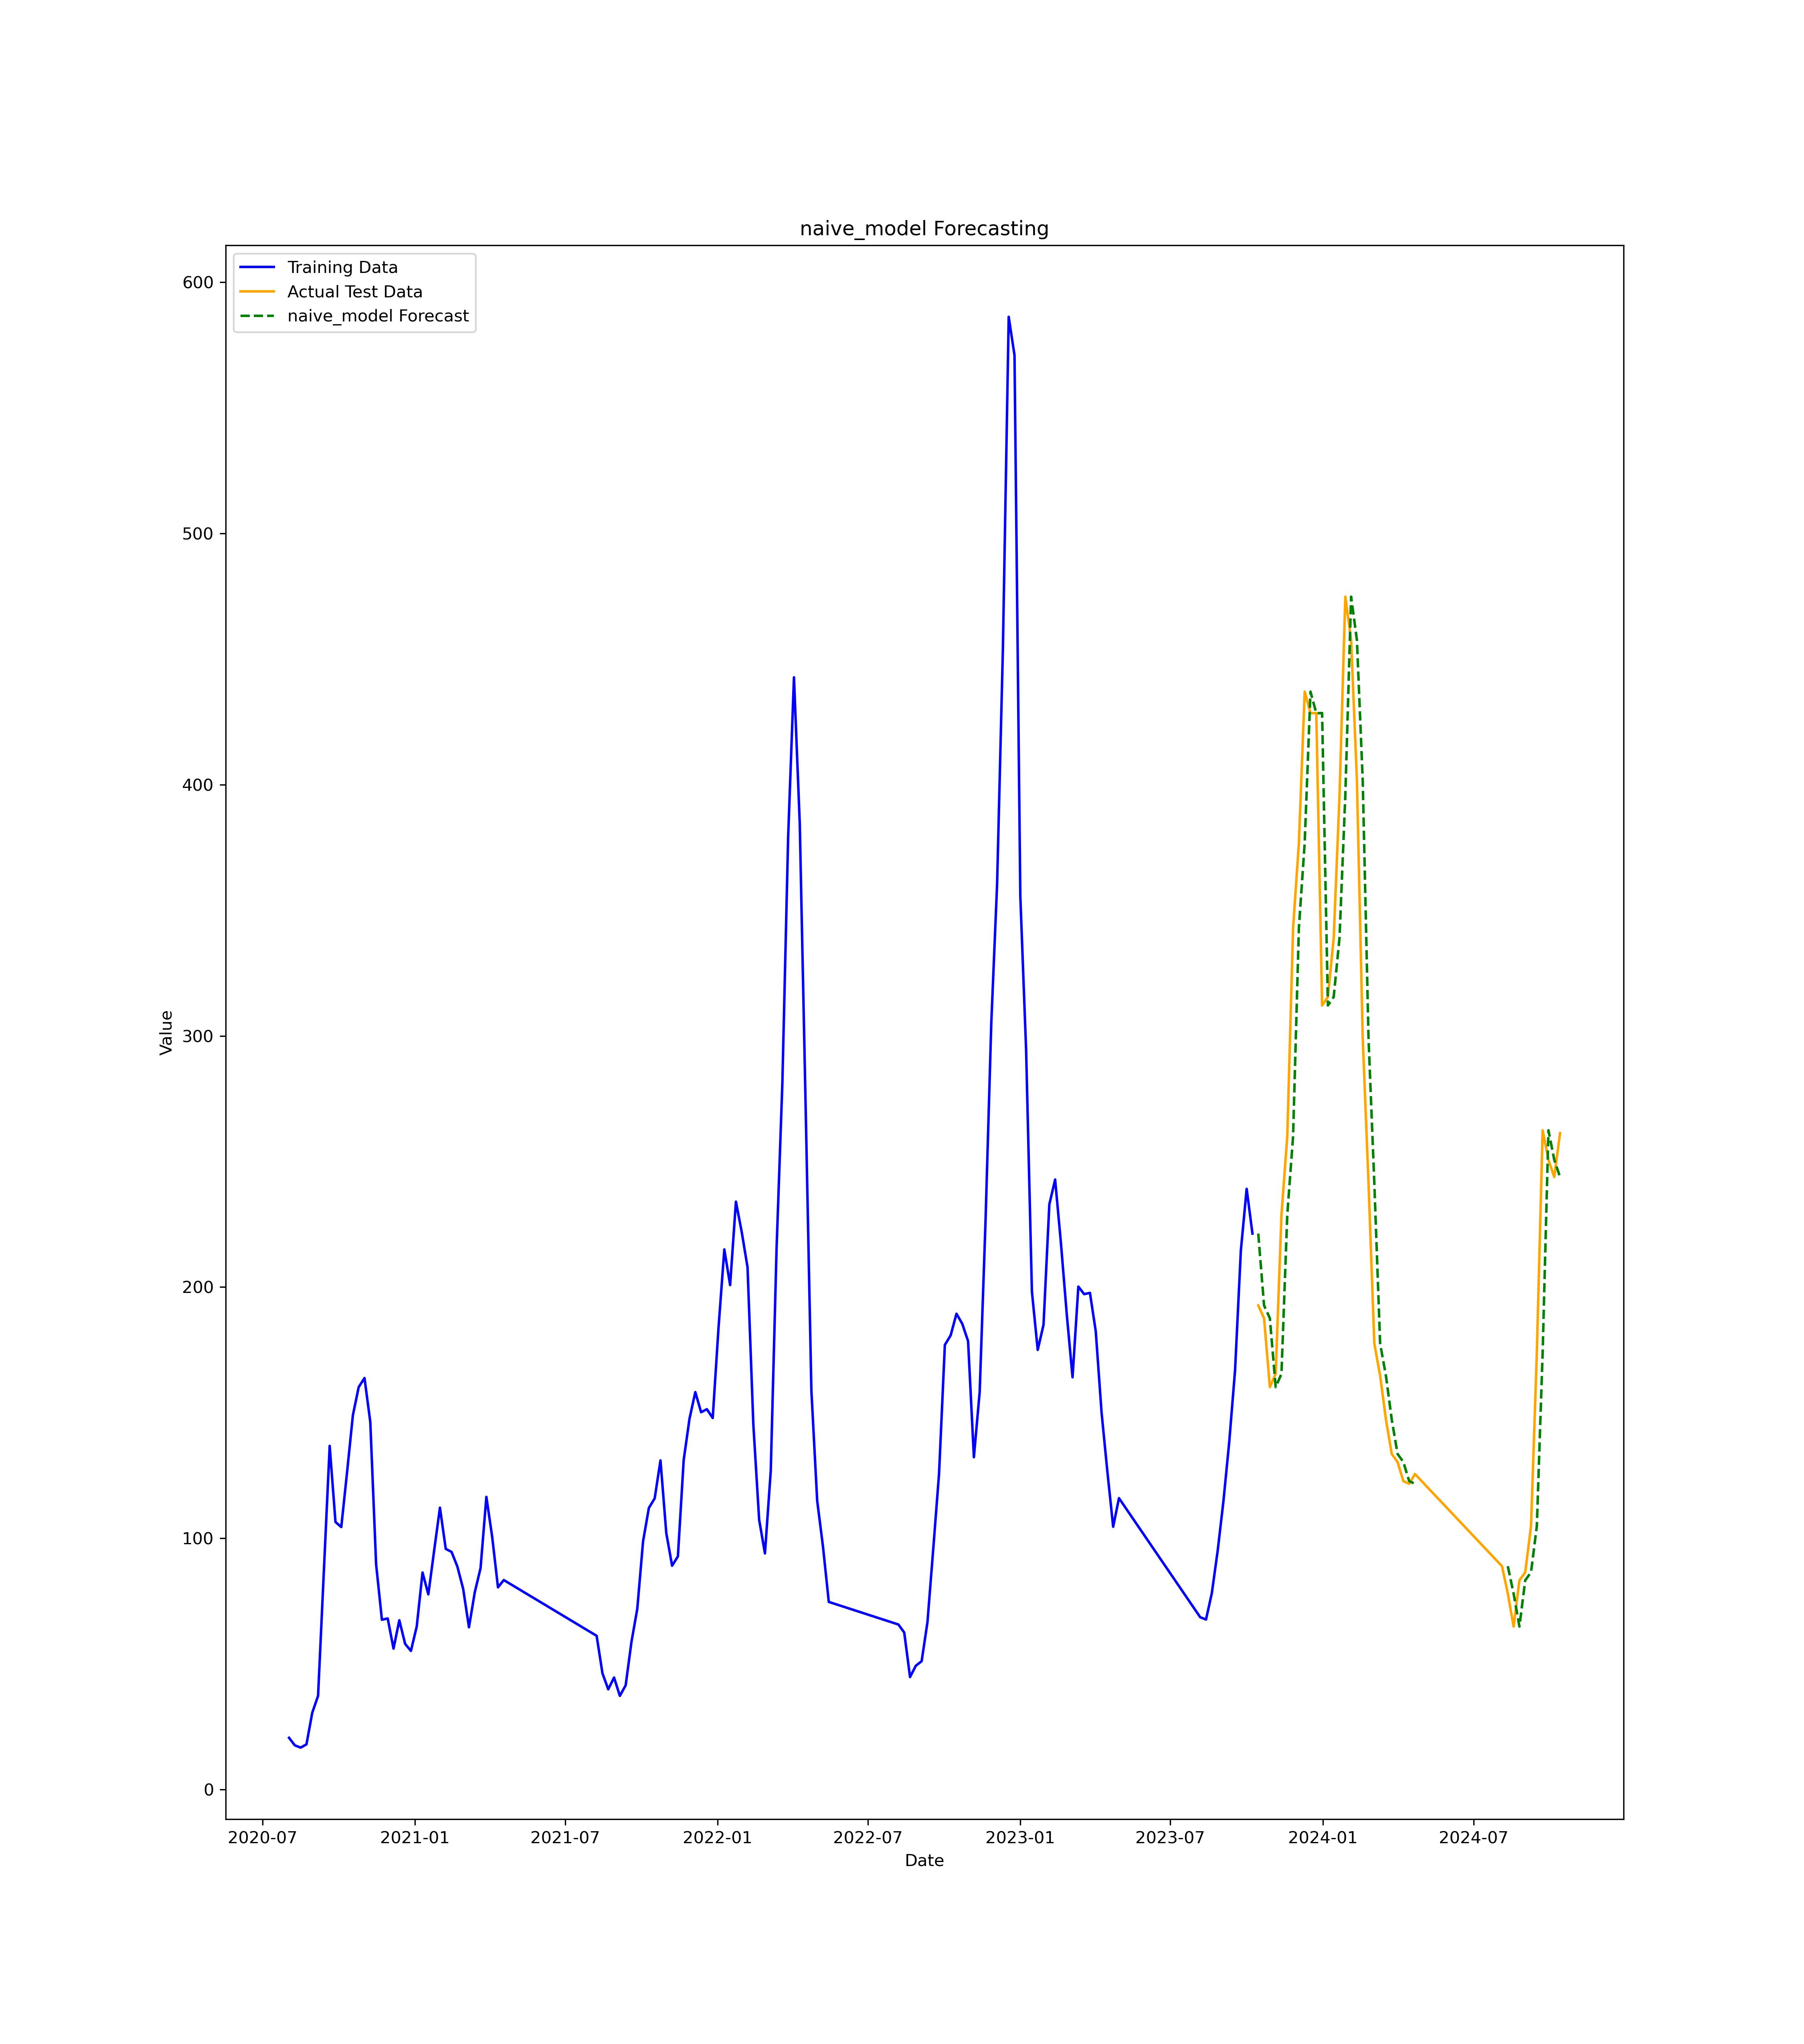 naive_model Forecasting
Training Data
Actual Test Data
naive_model Forecast
600
500
400
300
200
100
0
Value
2020-07 2021-01 2021-07 2022-01 2022-07 2023-01 2023-07 2024-01 2024-07
Date